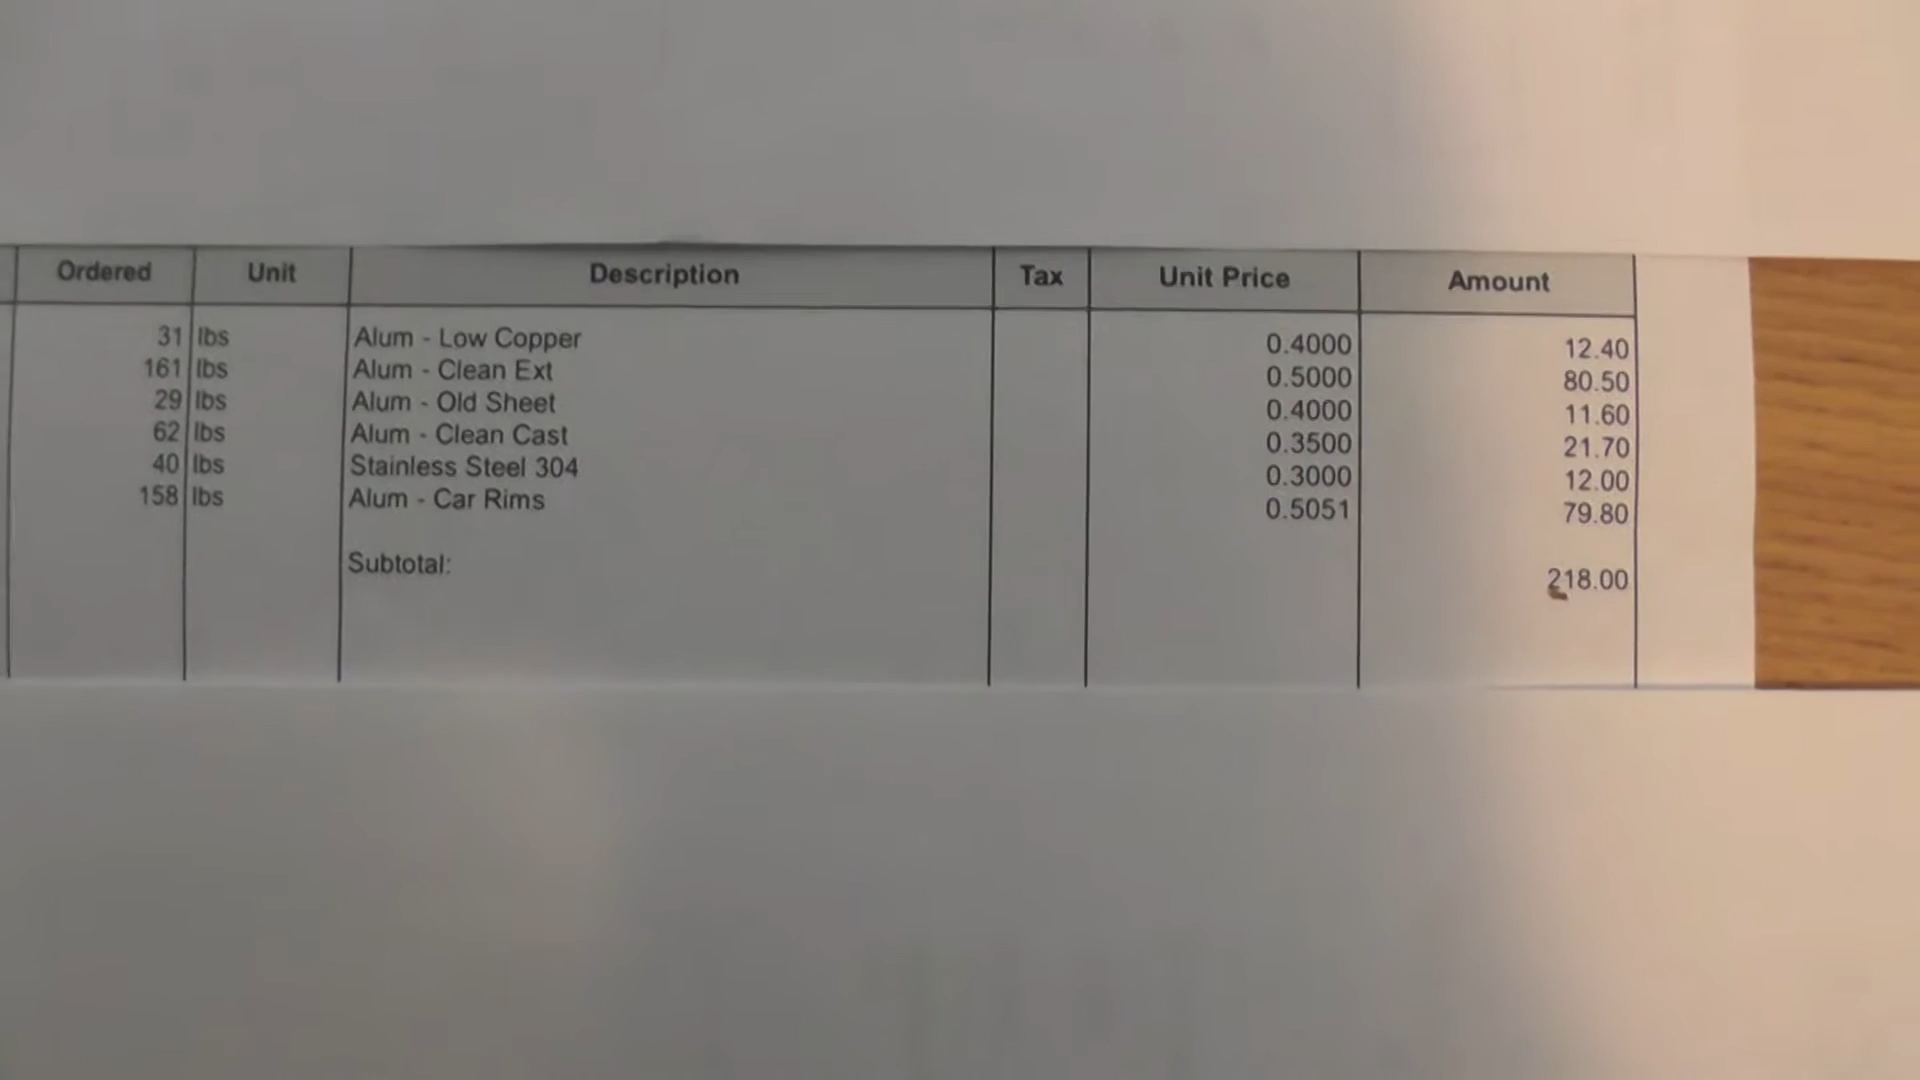 Ordered Unit Description Tax Unit Price Amount
31 lbs Alum - Low Copper 0.4000 12.40
161 lbs Alum - Clean Ext 0.5000 80.50
29 lbs Alum - Old Sheet 0.4000 11.60
62 lbs Alum - Clean Cast 0.3500 21.70
40 lbs Stainless Steel 304 0.3000 12.00
158 lbs Alum - Car Rims 0.5051 79.80
Subtotal: 218.00